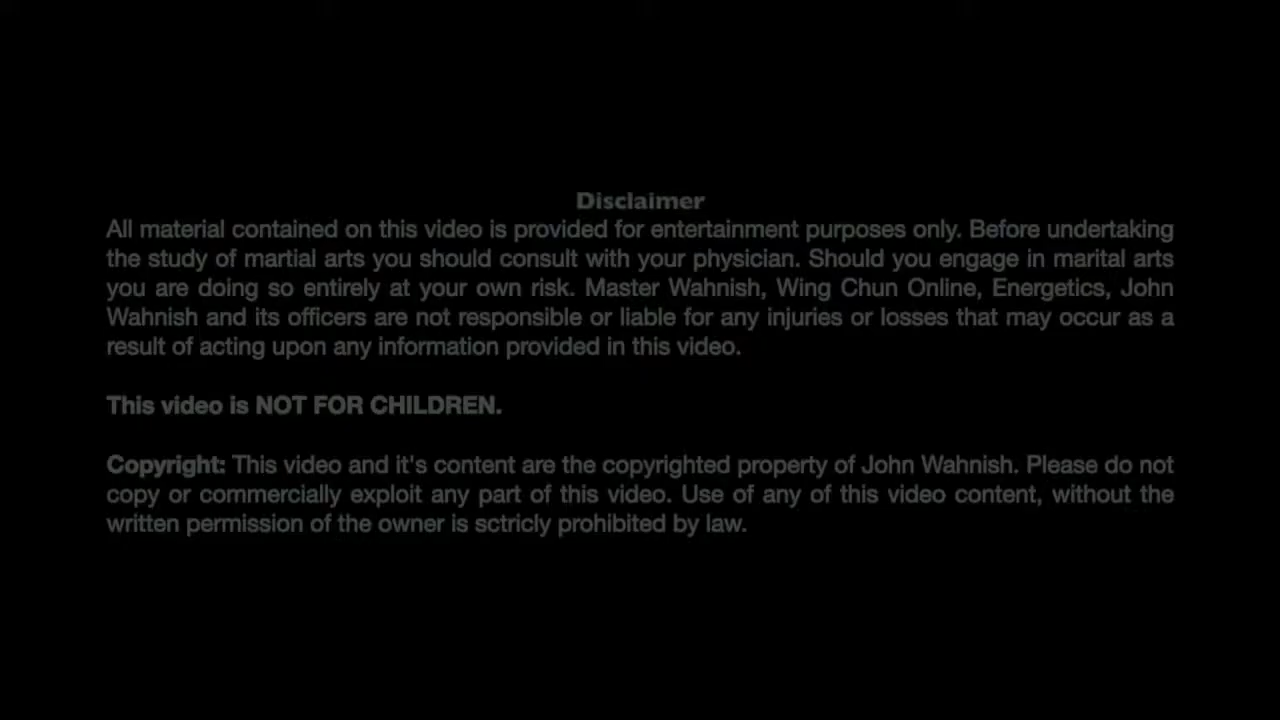 Disclaimer
All material contained on this video is provided for entertainment purposes only. Before undertaking
the study of martial arts you should consult with your physician. Should you engage in marital arts
you are doing so entirely at your own risk. Master Wahnish, Wing Chun Online, Energetics, John
Wahnish and its officers are not responsible or liable for any injuries or losses that may occur as a
result of acting upon any information provided in this video.
This video is NOT FOR CHILDREN.
Copyright: This video and it's content are the copyrighted property of John Wahnish. Please do not
copy or commercially exploit any part of this video. Use of any of this video content, without the
written permission of the owner is sctricly prohibited by law.